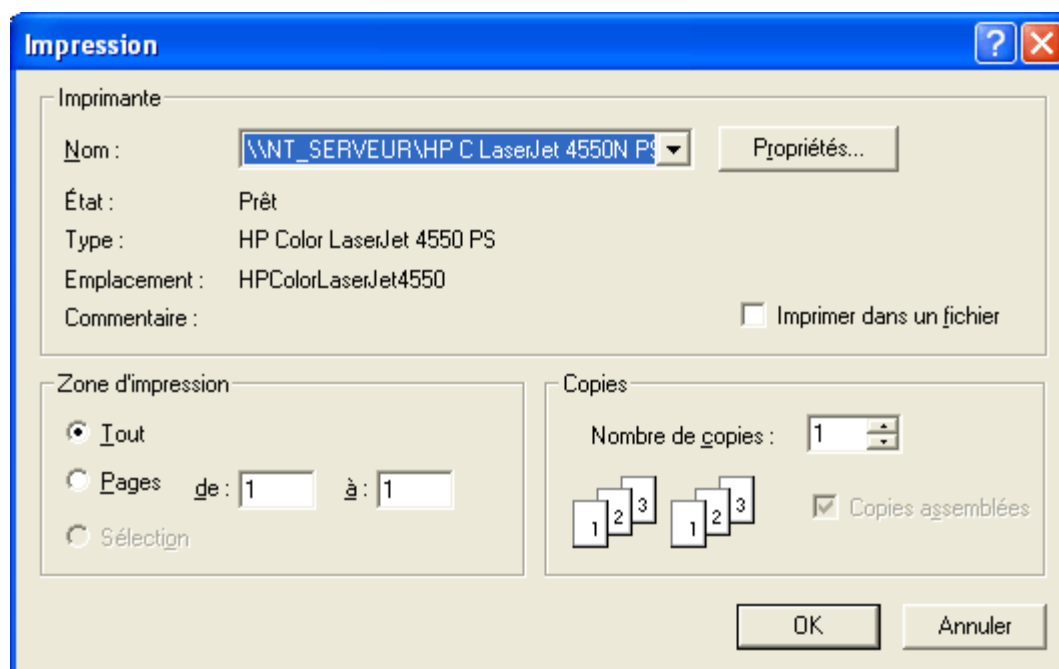 Impression
Imprimante
Nom : \\NT_SERVEUR\HP C LaserJet 4550N PS Propriétés...
État : Prêt
Type : HP Color LaserJet 4550 PS
Emplacement : HPColorLaserJet4550
Commentaire : Imprimer dans un fichier
Zone d'impression
Tout
Pages de : 1 à : 1
Sélection
Copies
Nombre de copies : 1
1 2 3 1 2 3 Copies assemblées
OK Annuler